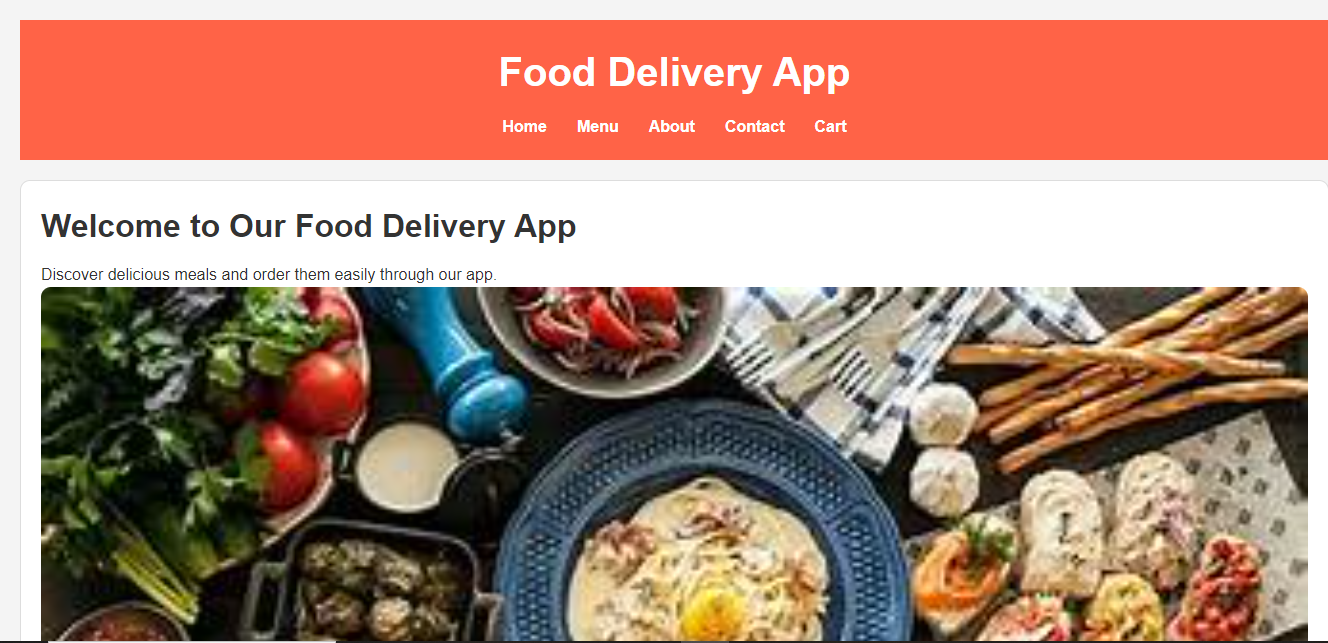 Food Delivery App
Home Menu About Contact Cart
Welcome to Our Food Delivery App
Discover delicious meals and order them easily through our app.